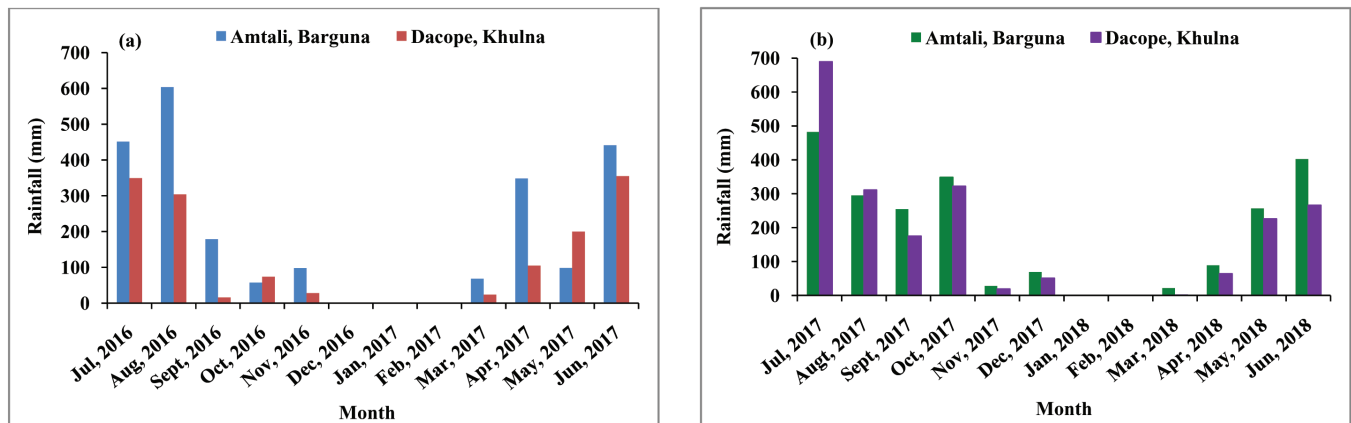 (a)
Amtali, Barguna
Dacope, Khulna
700
600
500
400
300
200
100
0
Rainfall (mm)
Jul, 2016
Aug, 2016
Sept, 2016
Oct, 2016
Nov, 2016
Dec, 2016
Jan, 2017
Feb, 2017
Mar, 2017
Apr, 2017
May, 2017
Jun, 2017
Month
(b)
Amtali, Barguna
Dacope, Khulna
700
600
500
400
300
200
100
0
Rainfall (mm)
Jul, 2017
Augt, 2017
Sept, 2017
Oct, 2017
Nov, 2017
Dec, 2017
Jan, 2018
Feb, 2018
Mar, 2018
Apr, 2018
May, 2018
Jun, 2018
Month